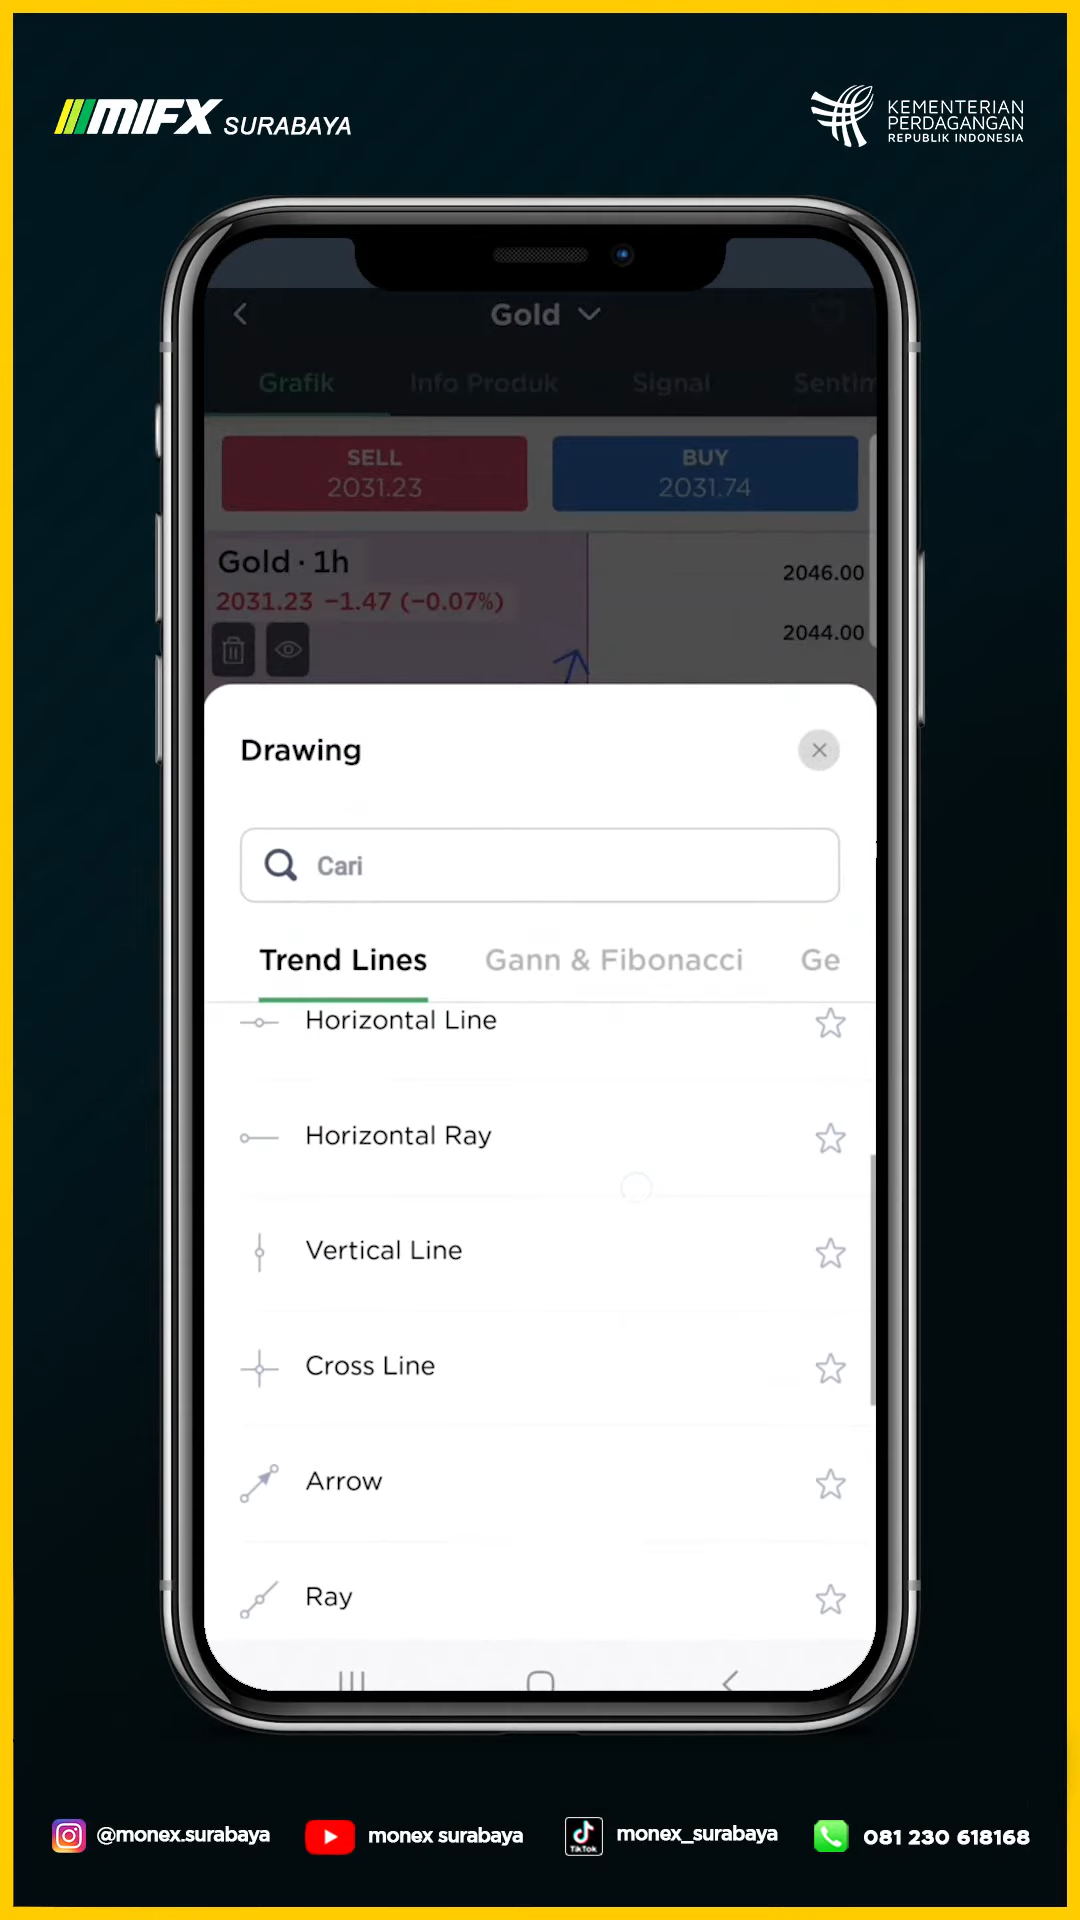 MIFX SURABAYA
KEMENTERIAN
PERDAGANGAN
REPUBLIK INDONESIA
Gold
Grafik Info Produk Signal Sentim
SELL
2031.23
BUY
2031.74
Gold · 1h
2031.23 −1.47 (−0.07%)
2046.00
2044.00
Drawing
Cari
Trend Lines Gann & Fibonacci Ge
Horizontal Line
Horizontal Ray
Vertical Line
Cross Line
Arrow
Ray
@monex.surabaya
monex surabaya
TikTok
monex_surabaya
081 230 618168